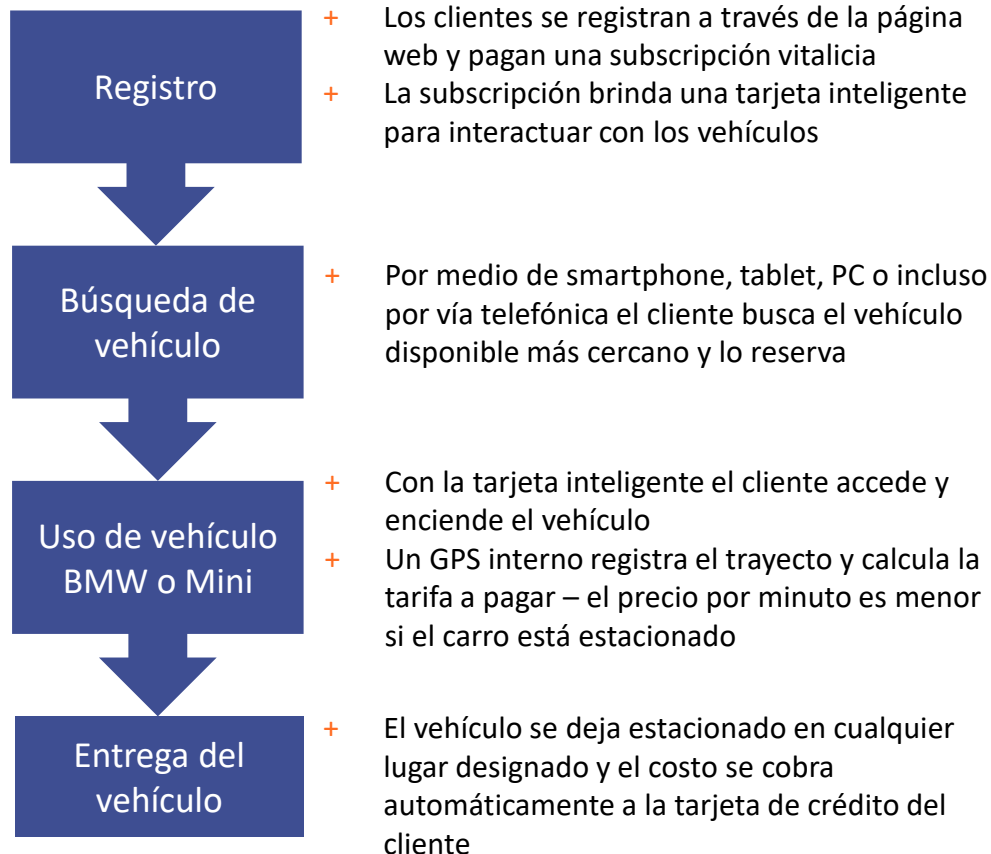 Registro
+ Los clientes se registran a través de la página
web y pagan una subscripción vitalicia
+ La subscripción brinda una tarjeta inteligente
para interactuar con los vehículos
Búsqueda de
vehículo
+ Por medio de smartphone, tablet, PC o incluso
por vía telefónica el cliente busca el vehículo
disponible más cercano y lo reserva
Uso de vehículo
BMW o Mini
+ Con la tarjeta inteligente el cliente accede y
enciende el vehículo
+ Un GPS interno registra el trayecto y calcula la
tarifa a pagar – el precio por minuto es menor
si el carro está estacionado
Entrega del
vehículo
+ El vehículo se deja estacionado en cualquier
lugar designado y el costo se cobra
automáticamente a la tarjeta de crédito del
cliente